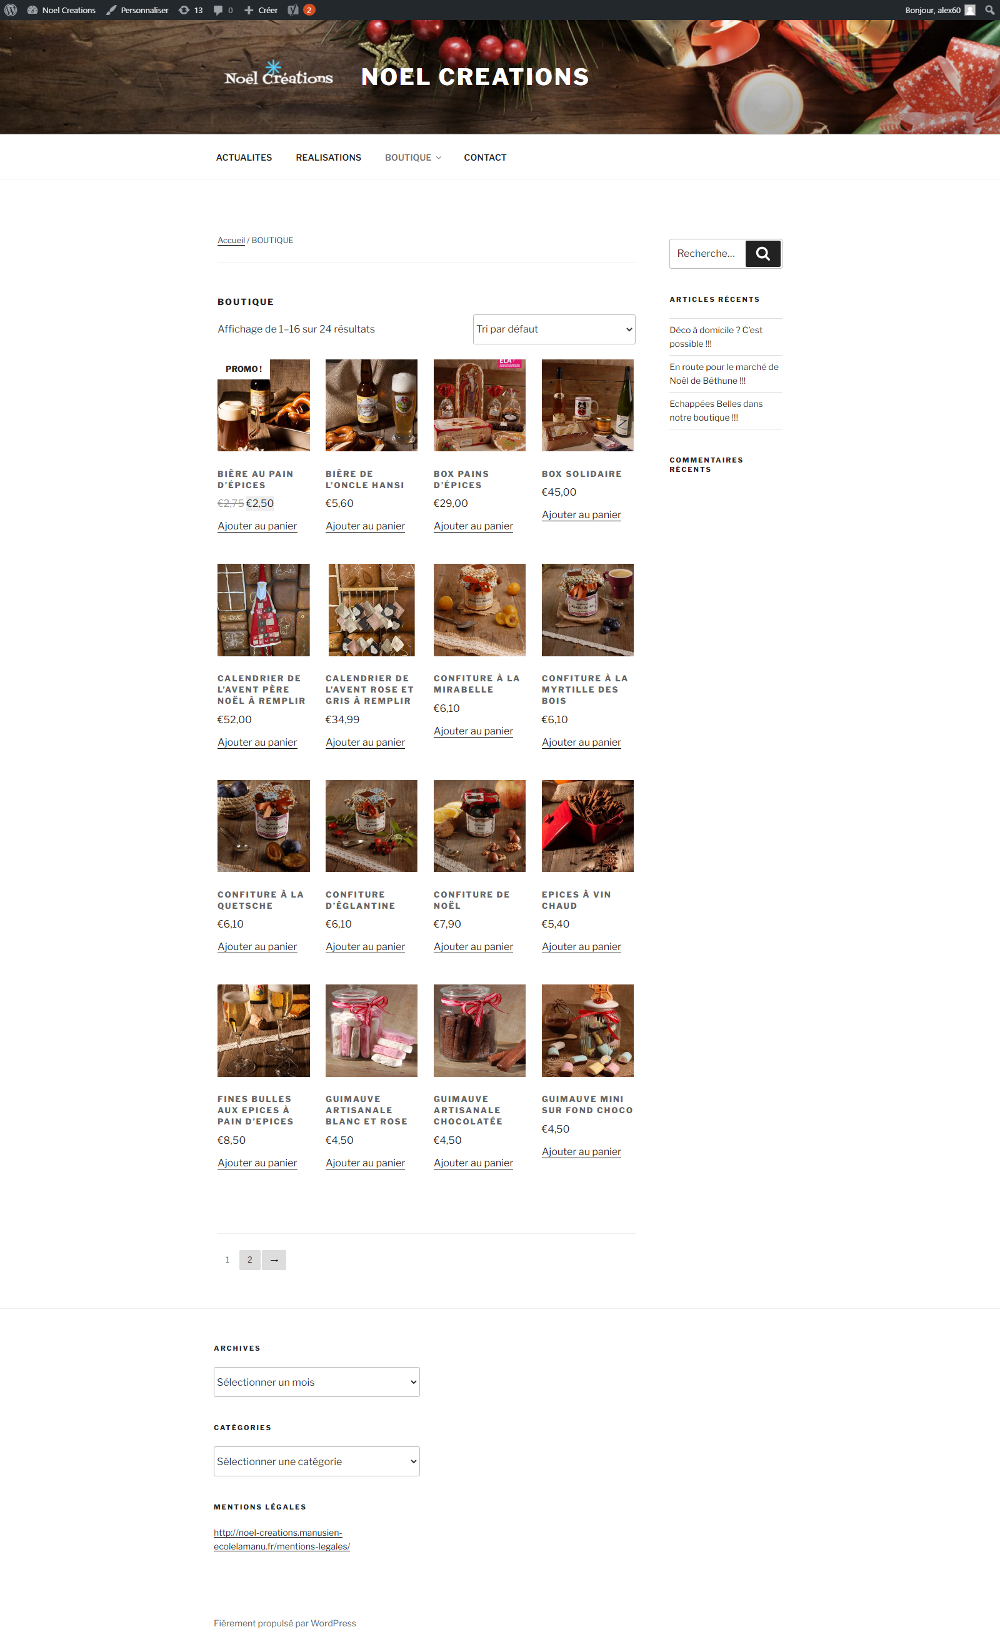 Noel Creations
Personnaliser
13
0
Créer
2
Bonjour, alex60
Noël Créations
NOEL CREATIONS
ACTUALITES
REALISATIONS
BOUTIQUE
CONTACT
Accueil / BOUTIQUE
Recherche…
BOUTIQUE
Affichage de 1–16 sur 24 résultats
Tri par défaut
ARTICLES RÉCENTS
Déco à domicile ? C'est
possible !!!
En route pour le marché de
Noël de Béthune !!!
Echappées Belles dans
notre boutique !!!
COMMENTAIRES
RÉCENTS
PROMO !
BIÈRE AU PAIN
D'ÉPICES
€2,75 €2,50
Ajouter au panier
BIÈRE DE
L'ONCLE HANSI
€5,60
Ajouter au panier
BOX PAINS
D'ÉPICES
€29,00
Ajouter au panier
BOX SOLIDAIRE
€45,00
Ajouter au panier
CALENDRIER DE
L'AVENT PÈRE
NOËL À REMPLIR
€52,00
Ajouter au panier
CALENDRIER DE
L'AVENT ROSE ET
GRIS À REMPLIR
€34,99
Ajouter au panier
CONFITURE À LA
MIRABELLE
€6,10
Ajouter au panier
CONFITURE À LA
MYRTILLE DES
BOIS
€6,10
Ajouter au panier
CONFITURE À LA
QUETSCHE
€6,10
Ajouter au panier
CONFITURE
D'ÉGLANTINE
€6,10
Ajouter au panier
CONFITURE DE
NOËL
€7,90
Ajouter au panier
EPICES À VIN
CHAUD
€5,40
Ajouter au panier
FINES BULLES
AUX EPICES À
PAIN D'EPICES
€8,50
Ajouter au panier
GUIMAUVE
ARTISANALE
BLANC ET ROSE
€4,50
Ajouter au panier
GUIMAUVE
ARTISANALE
CHOCOLATÉE
€4,50
Ajouter au panier
GUIMAUVE MINI
SUR FOND CHOCO
€4,50
Ajouter au panier
1
2
→
ARCHIVES
Sélectionner un mois
CATÉGORIES
Sélectionner une catégorie
MENTIONS LÉGALES
http://noel-creations.manusien-
ecolelamanu.fr/mentions-legales/
Fièrement propulsé par WordPress